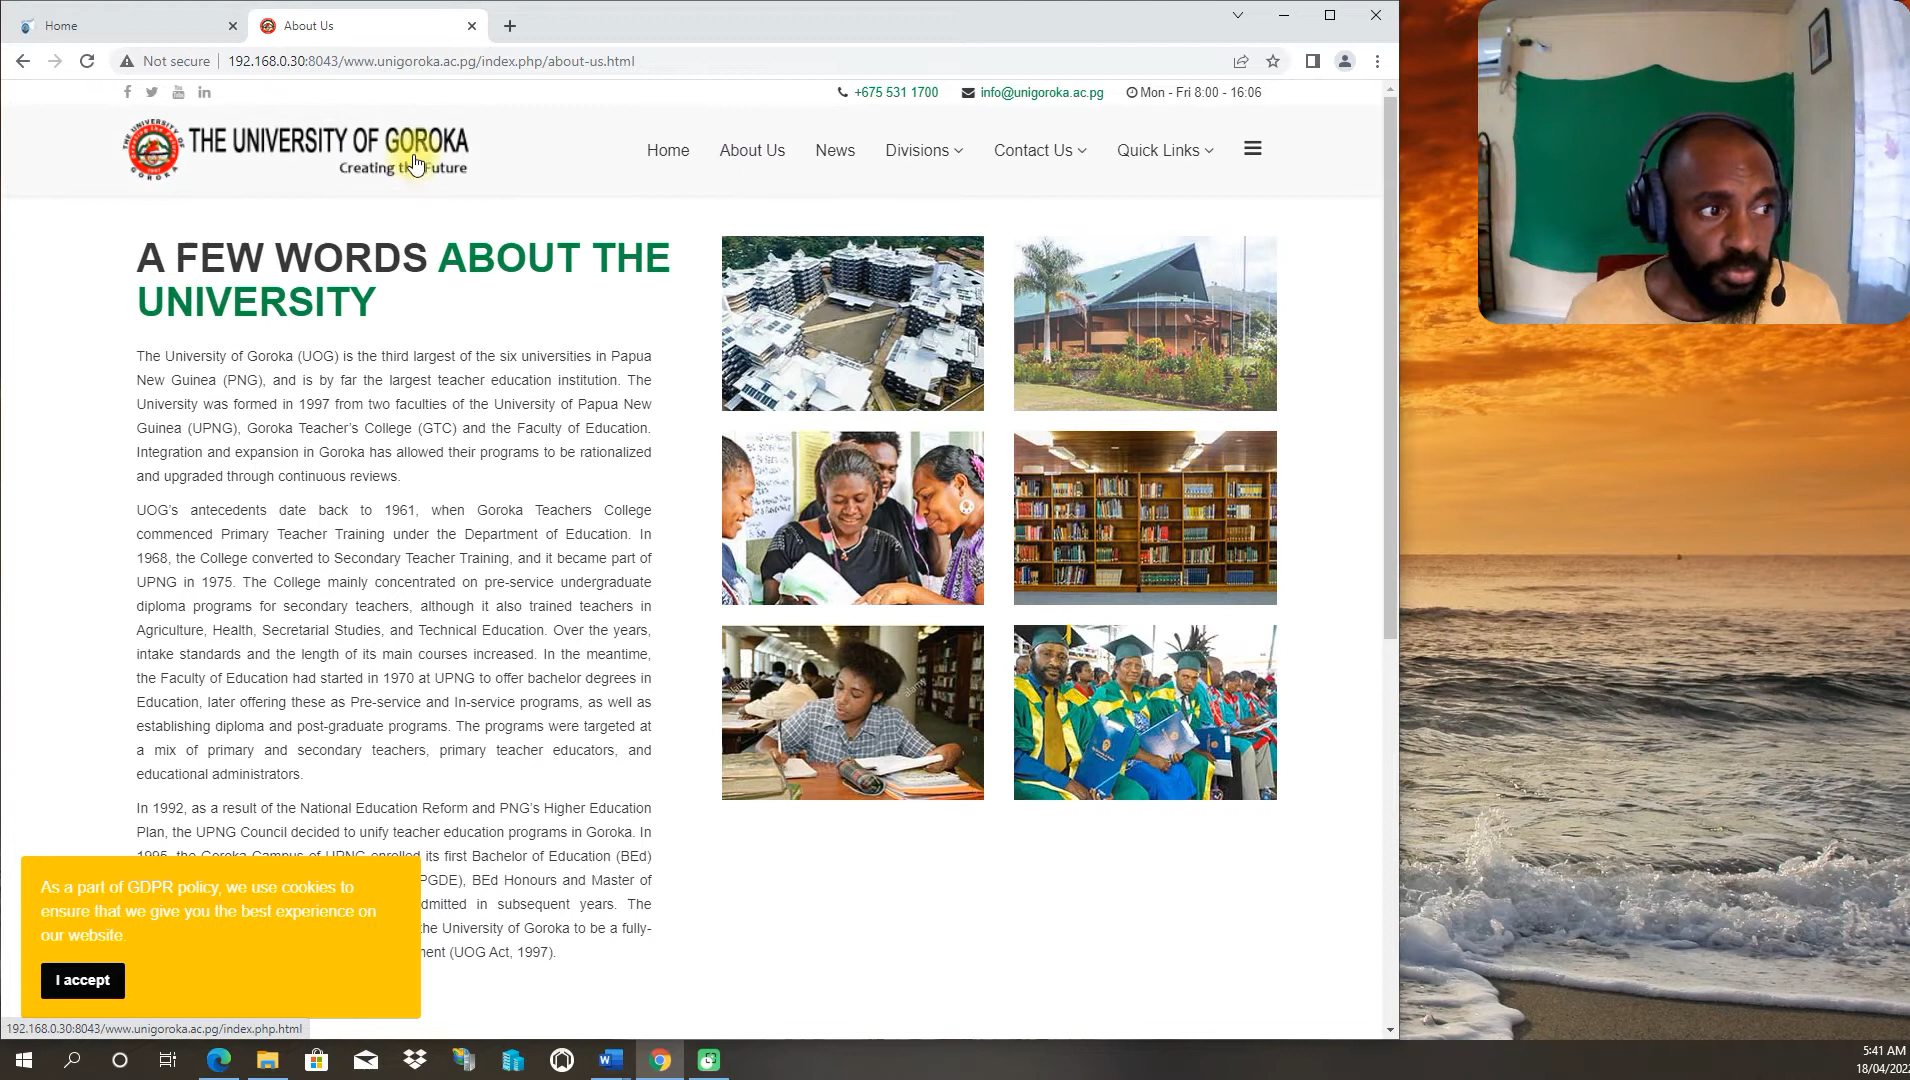 Home
About Us
Not secure
192.168.0.30:8043/www.unigoroka.ac.pg/index.php/about-us.html
+675 531 1700
info@unigoroka.ac.pg
Mon - Fri 8:00 - 16:06
THE UNIVERSITY OF GOROKA
Creating the Future
Home
About Us
News
Divisions
Contact Us
Quick Links
A FEW WORDS ABOUT THE
UNIVERSITY
The University of Goroka (UOG) is the third largest of the six universities in Papua
New Guinea (PNG), and is by far the largest teacher education institution. The
University was formed in 1997 from two faculties of the University of Papua New
Guinea (UPNG), Goroka Teacher's College (GTC) and the Faculty of Education.
Integration and expansion in Goroka has allowed their programs to be rationalized
and upgraded through continuous reviews.
UOG's antecedents date back to 1961, when Goroka Teachers College
commenced Primary Teacher Training under the Department of Education. In
1968, the College converted to Secondary Teacher Training, and it became part of
UPNG in 1975. The College mainly concentrated on pre-service undergraduate
diploma programs for secondary teachers, although it also trained teachers in
Agriculture, Health, Secretarial Studies, and Technical Education. Over the years,
intake standards and the length of its main courses increased. In the meantime,
the Faculty of Education had started in 1970 at UPNG to offer bachelor degrees in
Education, later offering these as Pre-service and In-service programs, as well as
establishing diploma and post-graduate programs. The programs were targeted at
a mix of primary and secondary teachers, primary teacher educators, and
educational administrators.
In 1992, as a result of the National Education Reform and PNG's Higher Education
Plan, the UPNG Council decided to unify teacher education programs in Goroka. In
1995, the Goroka Campus of UPNG enrolled its first Bachelor of Education (BEd)
PGDE), BEd Honours and Master of
dmitted in subsequent years. The
the University of Goroka to be a fully-
ment (UOG Act, 1997).
As a part of GDPR policy, we use cookies to
ensure that we give you the best experience on
our website.
I accept
192.168.0.30:8043/www.unigoroka.ac.pg/index.php.html
5:41 AM
18/04/202